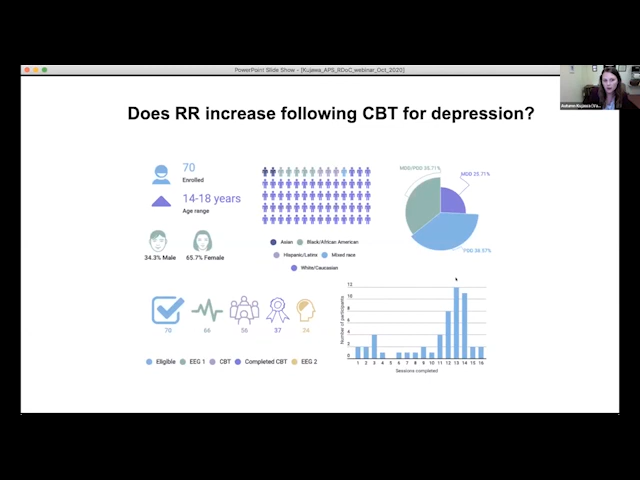 PowerPoint Slide Show - [Kujawa_APS_RDoC_webinar_Oct_2020]
Does RR increase following CBT for depression?
70
Enrolled
14-18 years
Age range
34.3% Male
65.7% Female
Asian
Black/African American
Hispanic/Latinx
Mixed race
White/Caucasian
MDD/PDD 35.71%
MDD 25.71%
PDD 38.57%
70
66
56
37
34
Eligible
EEG 1
CBT
Completed CBT
EEG 2
Number of participants
12
10
8
6
4
2
0
1 2 3 4 5 6 7 8 9 10 11 12 13 14 15 16
Sessions completed